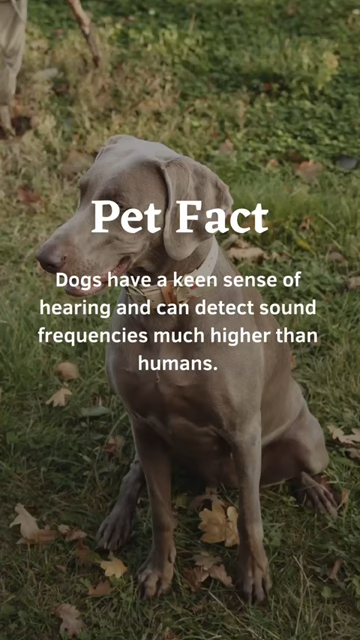 Pet Fact
Dogs have a keen sense of
hearing and can detect sound
frequencies much higher than
humans.